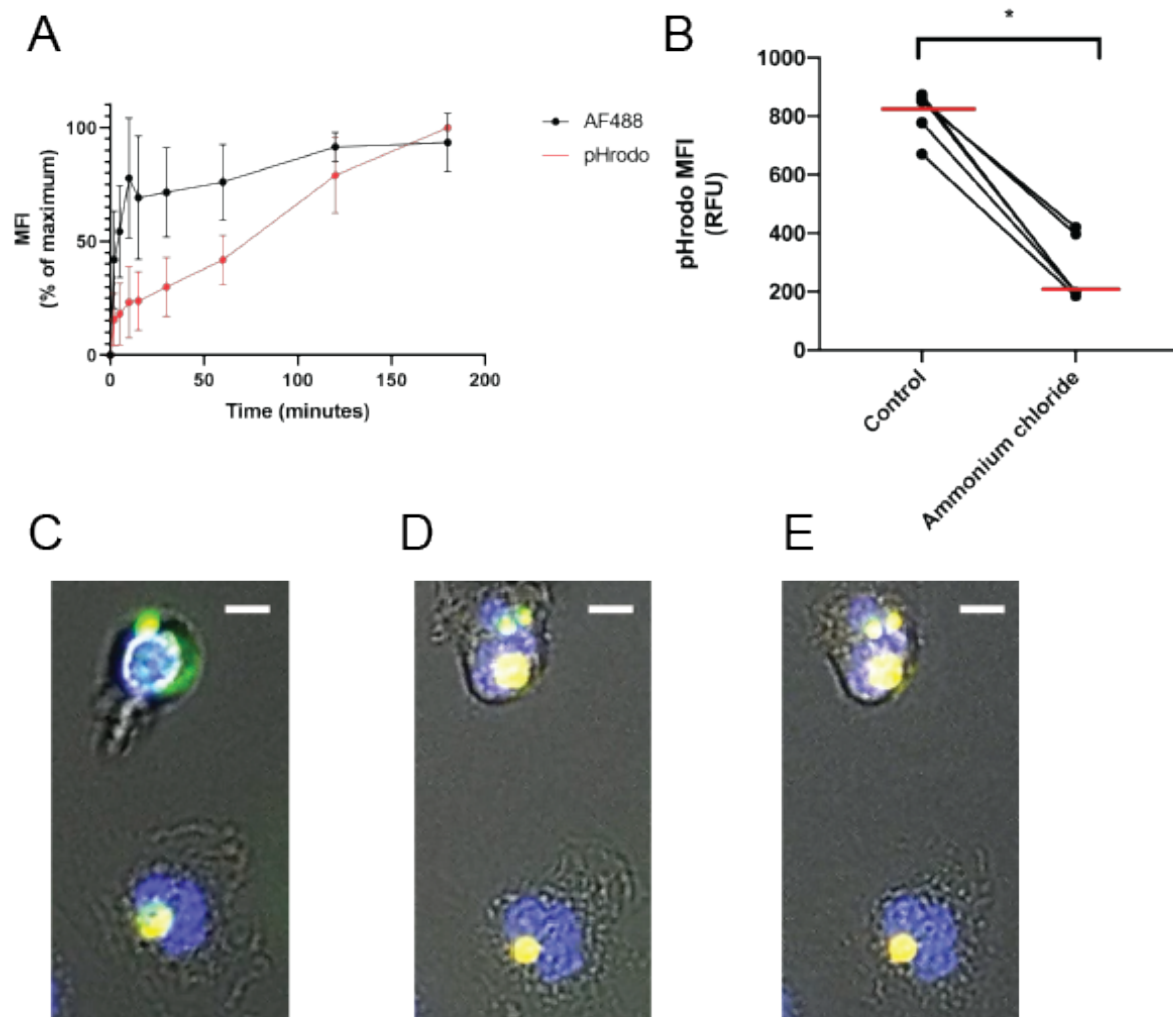 A
MFI
(% of maximum)
100
50
0
0
50
100
150
200
Time (minutes)
AF488
pHrodo
B
*
pHrodo MFI
(RFU)
1000
800
600
400
200
0
Control
Ammonium chloride
C
D
E